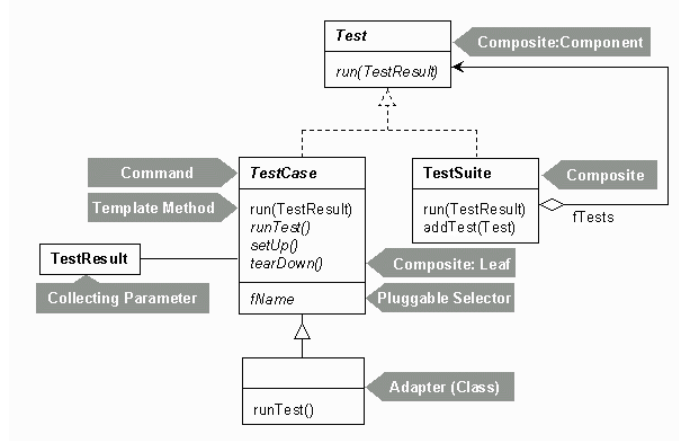 Test
Composite:Component
run(TestResult)
Command
TestCase
TestSuite
Composite
Template Method
run(TestResult)
runTest()
setUp()
tearDown()
run(TestResult)
addTest(Test)
fTests
TestResult
Composite: Leaf
Collecting Parameter
fName
Pluggable Selector
Adapter (Class)
runTest()